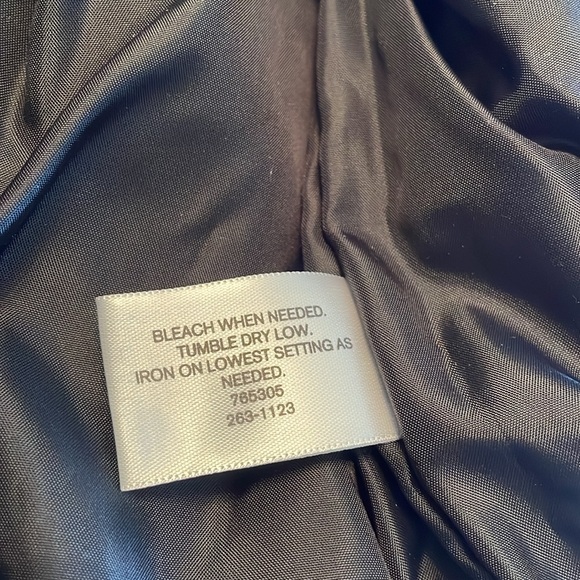 BLEACH WHEN NEEDED.
TUMBLE DRY LOW.
IRON ON LOWEST SETTING AS
NEEDED.
765305
263-1123